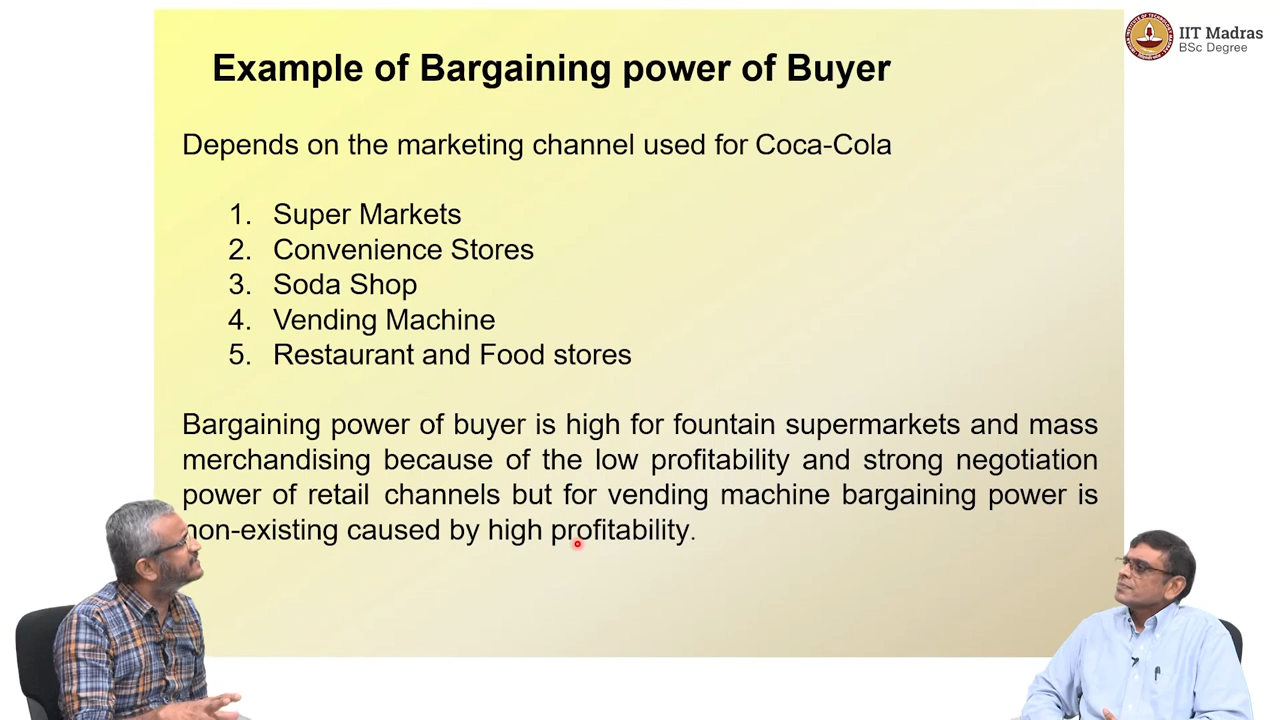 IIT Madras
BSc Degree
Example of Bargaining power of Buyer
Depends on the marketing channel used for Coca-Cola
1. Super Markets
2. Convenience Stores
3. Soda Shop
4. Vending Machine
5. Restaurant and Food stores
Bargaining power of buyer is high for fountain supermarkets and mass
merchandising because of the low profitability and strong negotiation
power of retail channels but for vending machine bargaining power is
non-existing caused by high profitability.